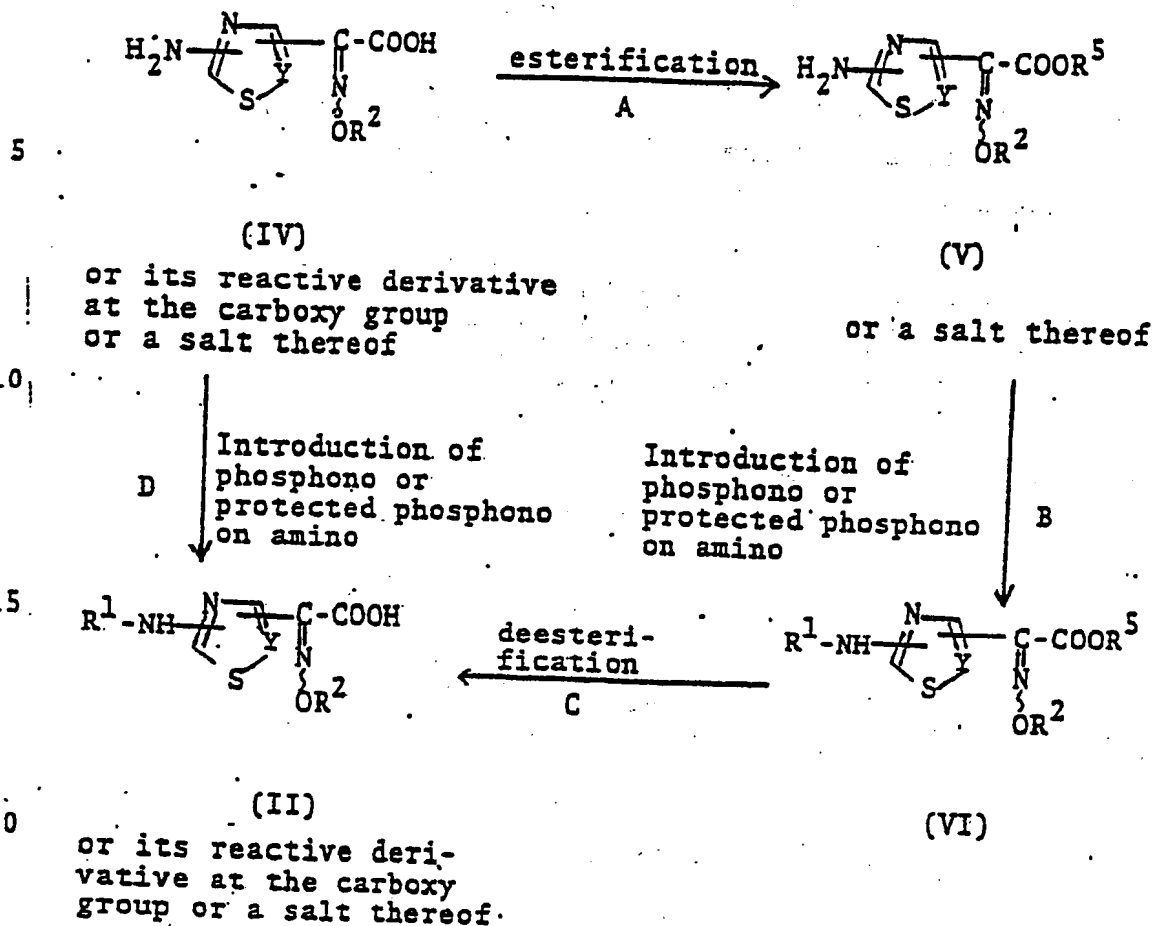 H2N N Y S C-COOH N OR2
esterification
A
H2N N Y S C-COOR5 N OR2
5
(IV)
(V)
or its reactive derivative
at the carboxy group
or a salt thereof
or a salt thereof
.0
D
Introduction of
phosphono or
protected phosphono
on amino
Introduction of
phosphono or
protected phosphono
on amino
B
5
R1-NH N Y S C-COOH N OR2
deesteri-
fication
C
R1-NH N Y S C-COOR5 N OR2
(II)
(VI)
0
or its reactive deri-
vative at the carboxy
group or a salt thereof.